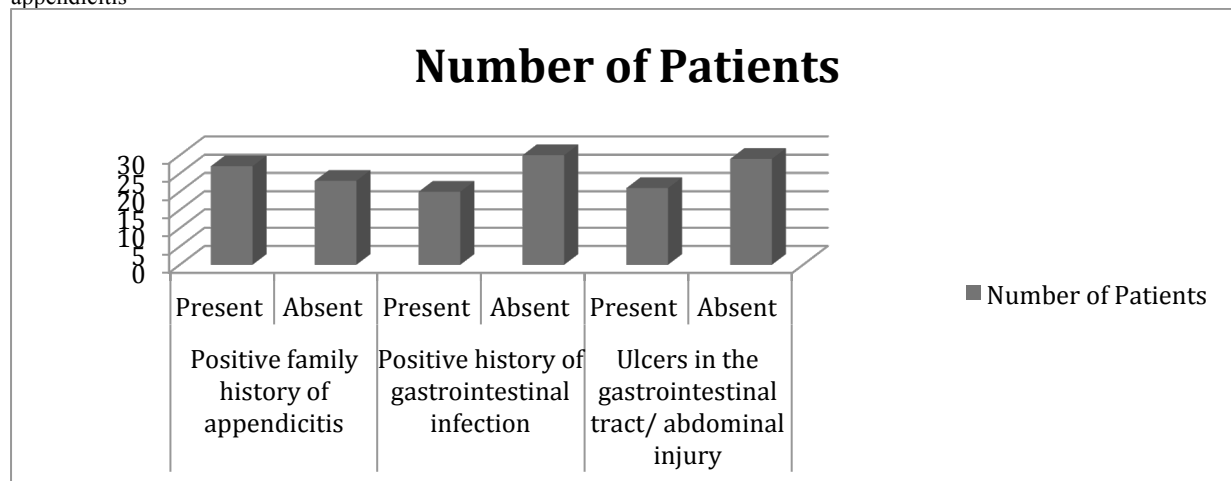 appendicitis
Number of Patients
30
25
20
15
10
5
0
Present Absent Present Absent Present Absent
Positive family history of appendicitis
Positive history of gastrointestinal infection
Ulcers in the gastrointestinal tract/ abdominal injury
Number of Patients